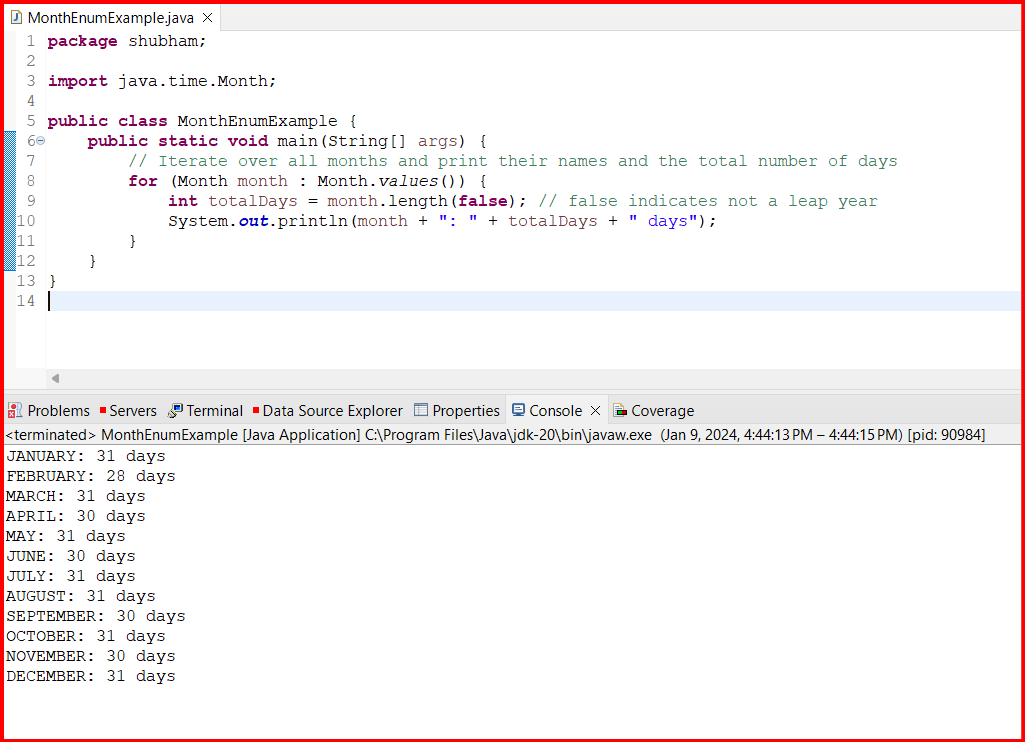 MonthEnumExample.java
1 package shubham;
2
3 import java.time.Month;
4
5 public class MonthEnumExample {
6     public static void main(String[] args) {
7         // Iterate over all months and print their names and the total number of days
8         for (Month month : Month.values()) {
9             int totalDays = month.length(false); // false indicates not a leap year
10             System.out.println(month + ": " + totalDays + " days");
11         }
12     }
13 }
14
Problems Servers Terminal Data Source Explorer Properties Console Coverage
<terminated> MonthEnumExample [Java Application] C:\Program Files\Java\jdk-20\bin\javaw.exe (Jan 9, 2024, 4:44:13 PM – 4:44:15 PM) [pid: 90984]
JANUARY: 31 days
FEBRUARY: 28 days
MARCH: 31 days
APRIL: 30 days
MAY: 31 days
JUNE: 30 days
JULY: 31 days
AUGUST: 31 days
SEPTEMBER: 30 days
OCTOBER: 31 days
NOVEMBER: 30 days
DECEMBER: 31 days